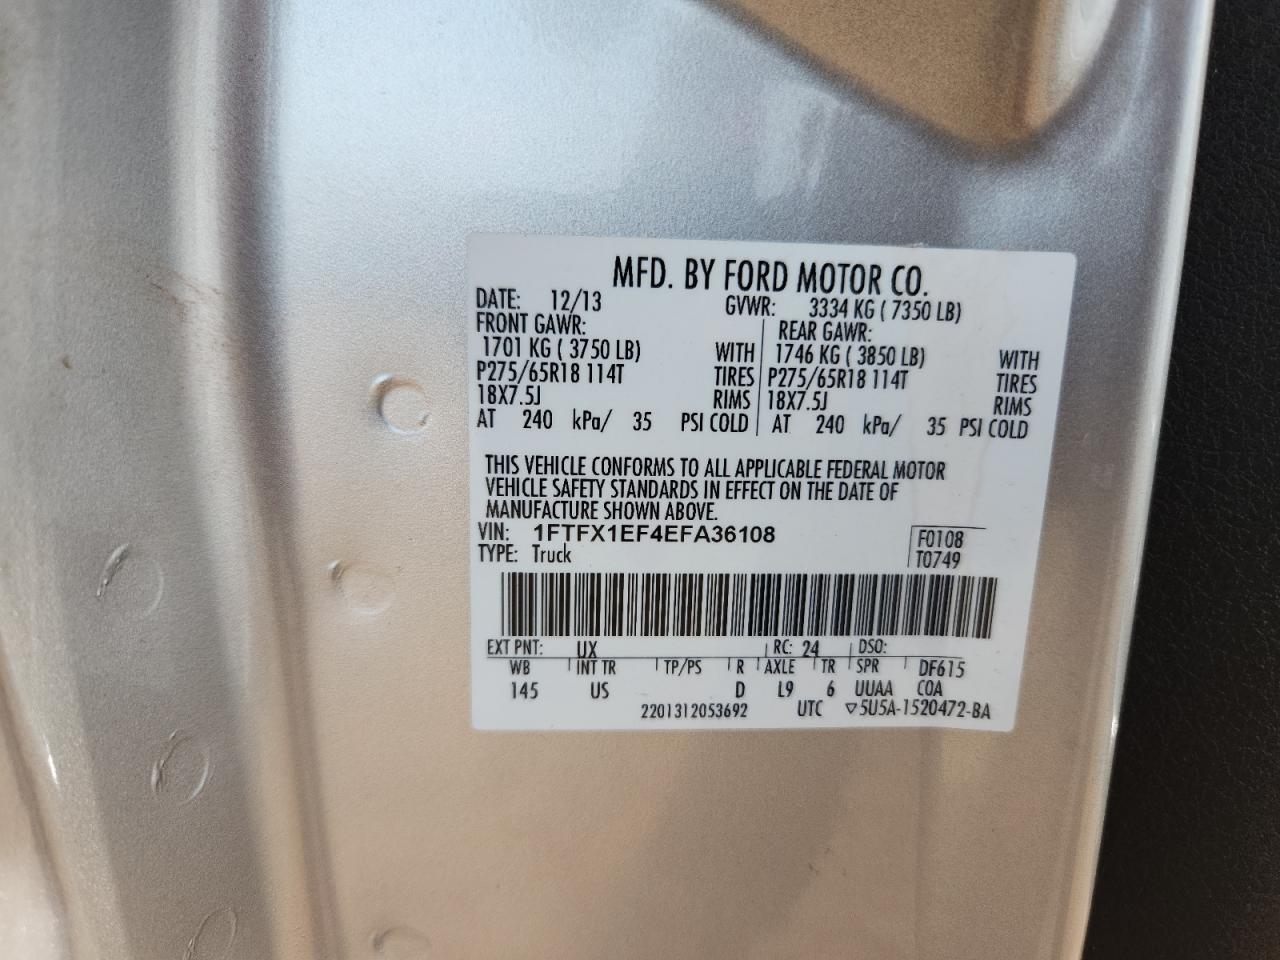 MFD. BY FORD MOTOR CO.
DATE: 12/13 GVWR: 3334 KG ( 7350 LB)
FRONT GAWR: REAR GAWR:
1701 KG ( 3750 LB) WITH 1746 KG ( 3850 LB) WITH
P275/65R18 114T TIRES P275/65R18 114T TIRES
18X7.5J RIMS 18X7.5J RIMS
AT 240 kPa/ 35 PSI COLD AT 240 kPa/ 35 PSI COLD
THIS VEHICLE CONFORMS TO ALL APPLICABLE FEDERAL MOTOR
VEHICLE SAFETY STANDARDS IN EFFECT ON THE DATE OF
MANUFACTURE SHOWN ABOVE.
VIN: 1FTFX1EF4EFA36108 F0108
TYPE: Truck T0749
EXT PNT: UX RC: 24 DSO:
WB INT TR TP/PS R AXLE TR SPR DF615
145 US D L9 6 UUAA COA
2201312053692 UTC ▽5U5A-1520472-BA